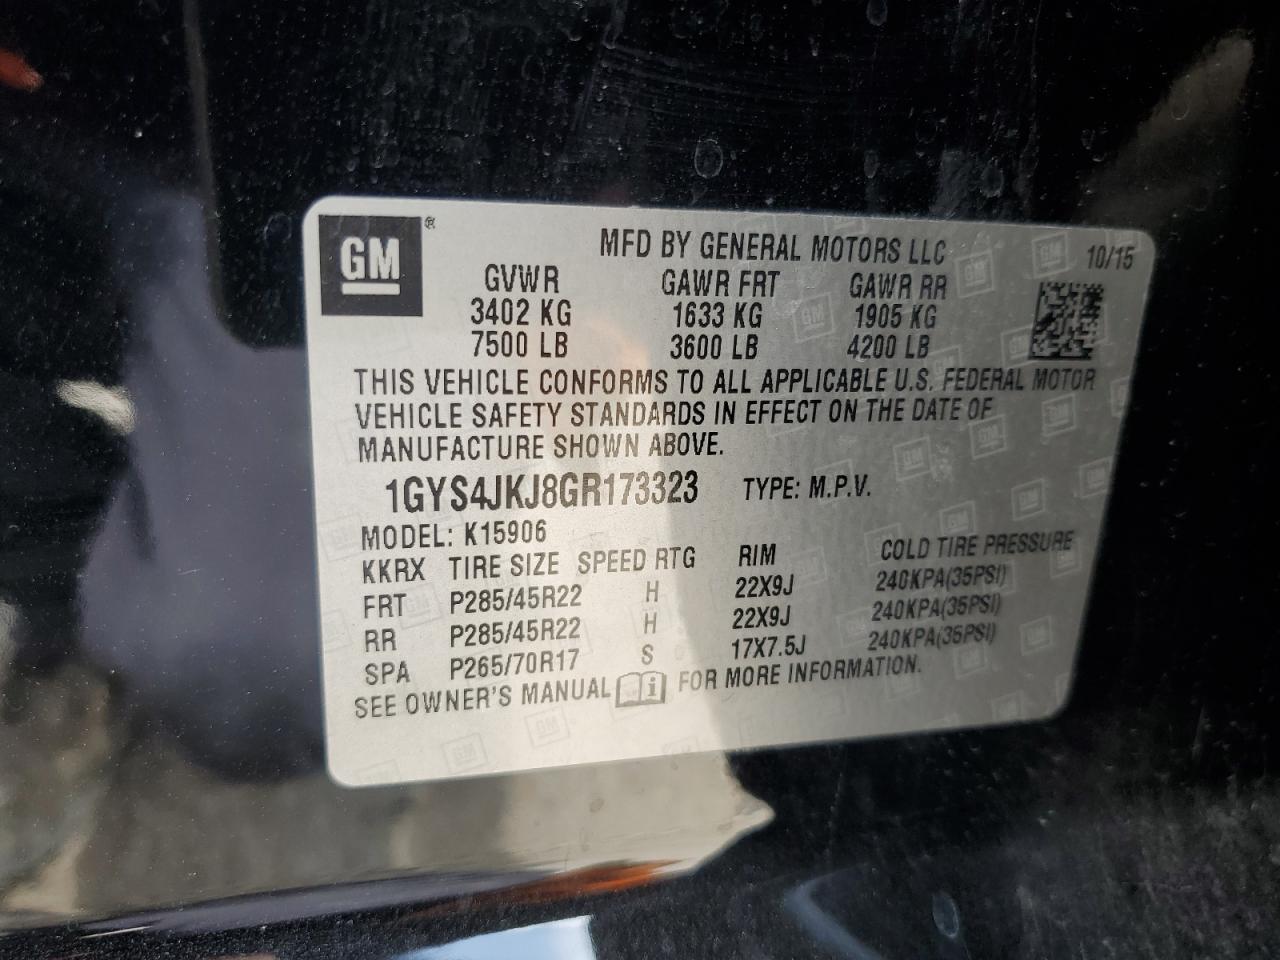 GM ®
MFD BY GENERAL MOTORS LLC 10/15
GVWR GAWR FRT GAWR RR
3402 KG 1633 KG 1905 KG
7500 LB 3600 LB 4200 LB
THIS VEHICLE CONFORMS TO ALL APPLICABLE U.S. FEDERAL MOTOR
VEHICLE SAFETY STANDARDS IN EFFECT ON THE DATE OF
MANUFACTURE SHOWN ABOVE.
1GYS4JKJ8GR173323 TYPE: M.P.V.
MODEL: K15906
KKRX TIRE SIZE SPEED RTG RIM COLD TIRE PRESSURE
FRT P285/45R22 H 22X9J 240KPA(35PSI)
RR P285/45R22 H 22X9J 240KPA(35PSI)
SPA P265/70R17 S 17X7.5J 240KPA(35PSI)
SEE OWNER'S MANUAL FOR MORE INFORMATION.